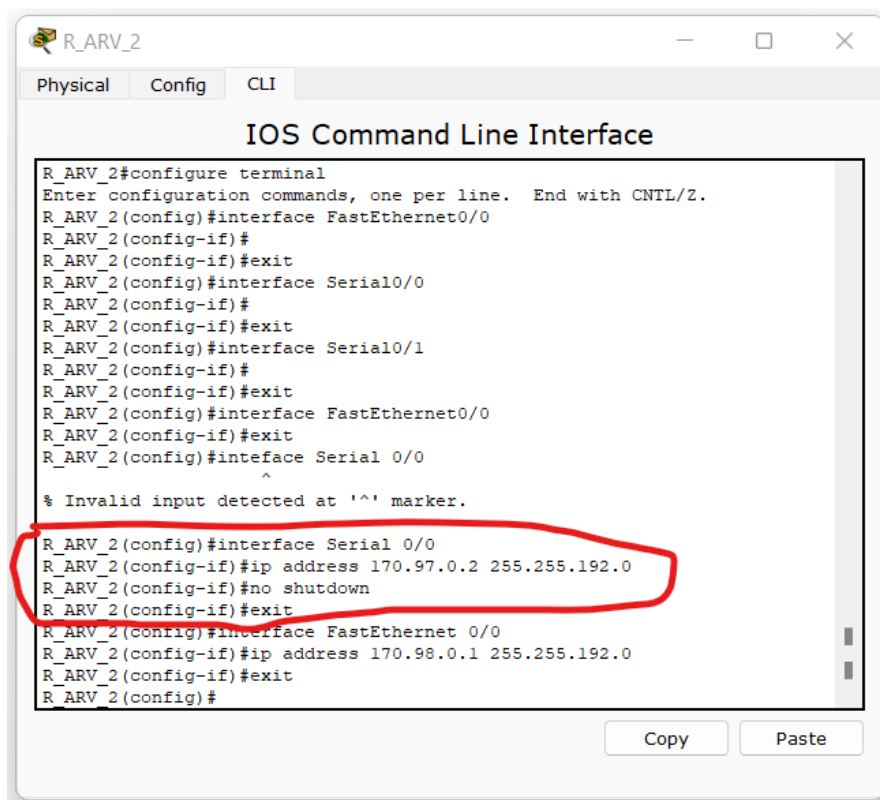 R_ARV_2
Physical Config CLI
IOS Command Line Interface
R_ARV_2#configure terminal
Enter configuration commands, one per line.  End with CNTL/Z.
R_ARV_2(config)#interface FastEthernet0/0
R_ARV_2(config-if)#
R_ARV_2(config-if)#exit
R_ARV_2(config)#interface Serial0/0
R_ARV_2(config-if)#
R_ARV_2(config-if)#exit
R_ARV_2(config)#interface Serial0/1
R_ARV_2(config-if)#
R_ARV_2(config-if)#exit
R_ARV_2(config)#interface FastEthernet0/0
R_ARV_2(config-if)#exit
R_ARV_2(config)#inteface Serial 0/0
^
% Invalid input detected at '^' marker.
R_ARV_2(config)#interface Serial 0/0
R_ARV_2(config-if)#ip address 170.97.0.2 255.255.192.0
R_ARV_2(config-if)#no shutdown
R_ARV_2(config-if)#exit
R_ARV_2(config)#interface FastEthernet 0/0
R_ARV_2(config-if)#ip address 170.98.0.1 255.255.192.0
R_ARV_2(config-if)#exit
R_ARV_2(config)#
Copy Paste